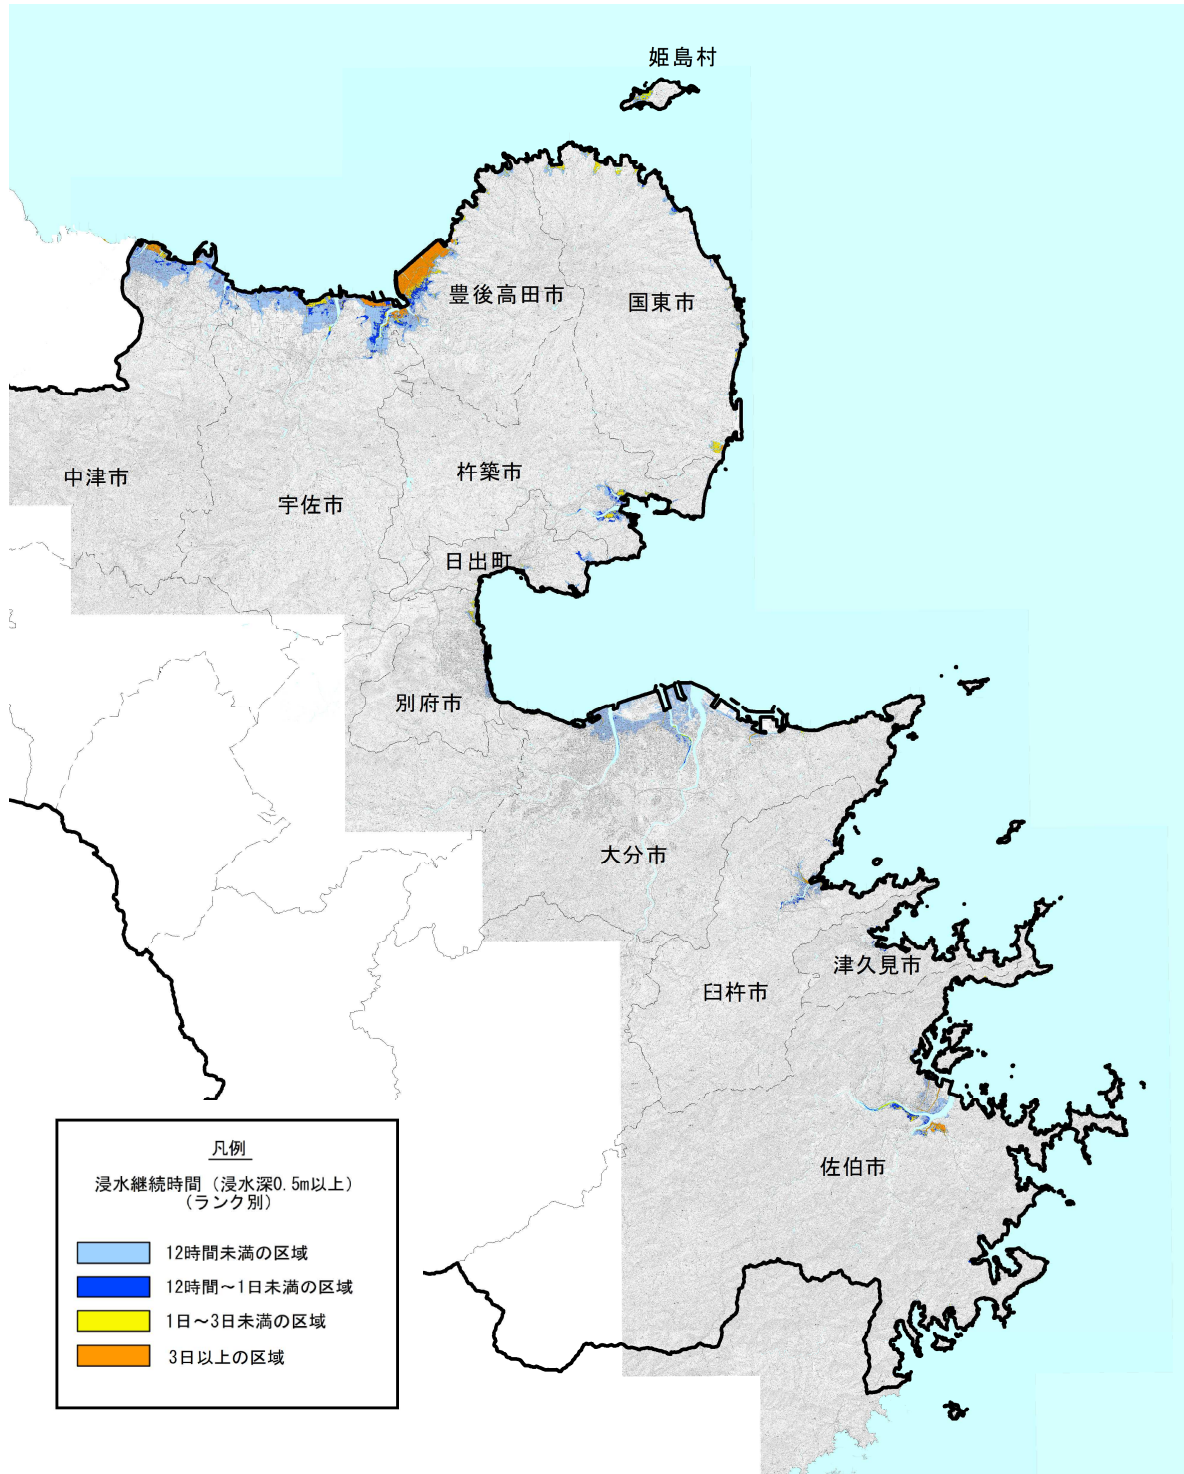 姫島村
豊後高田市
国東市
中津市
宇佐市
杵築市
日出町
別府市
大分市
津久見市
臼杵市
佐伯市
凡例
浸水継続時間（浸水深0.5m以上）
（ランク別）
12時間未満の区域
12時間～1日未満の区域
1日～3日未満の区域
3日以上の区域